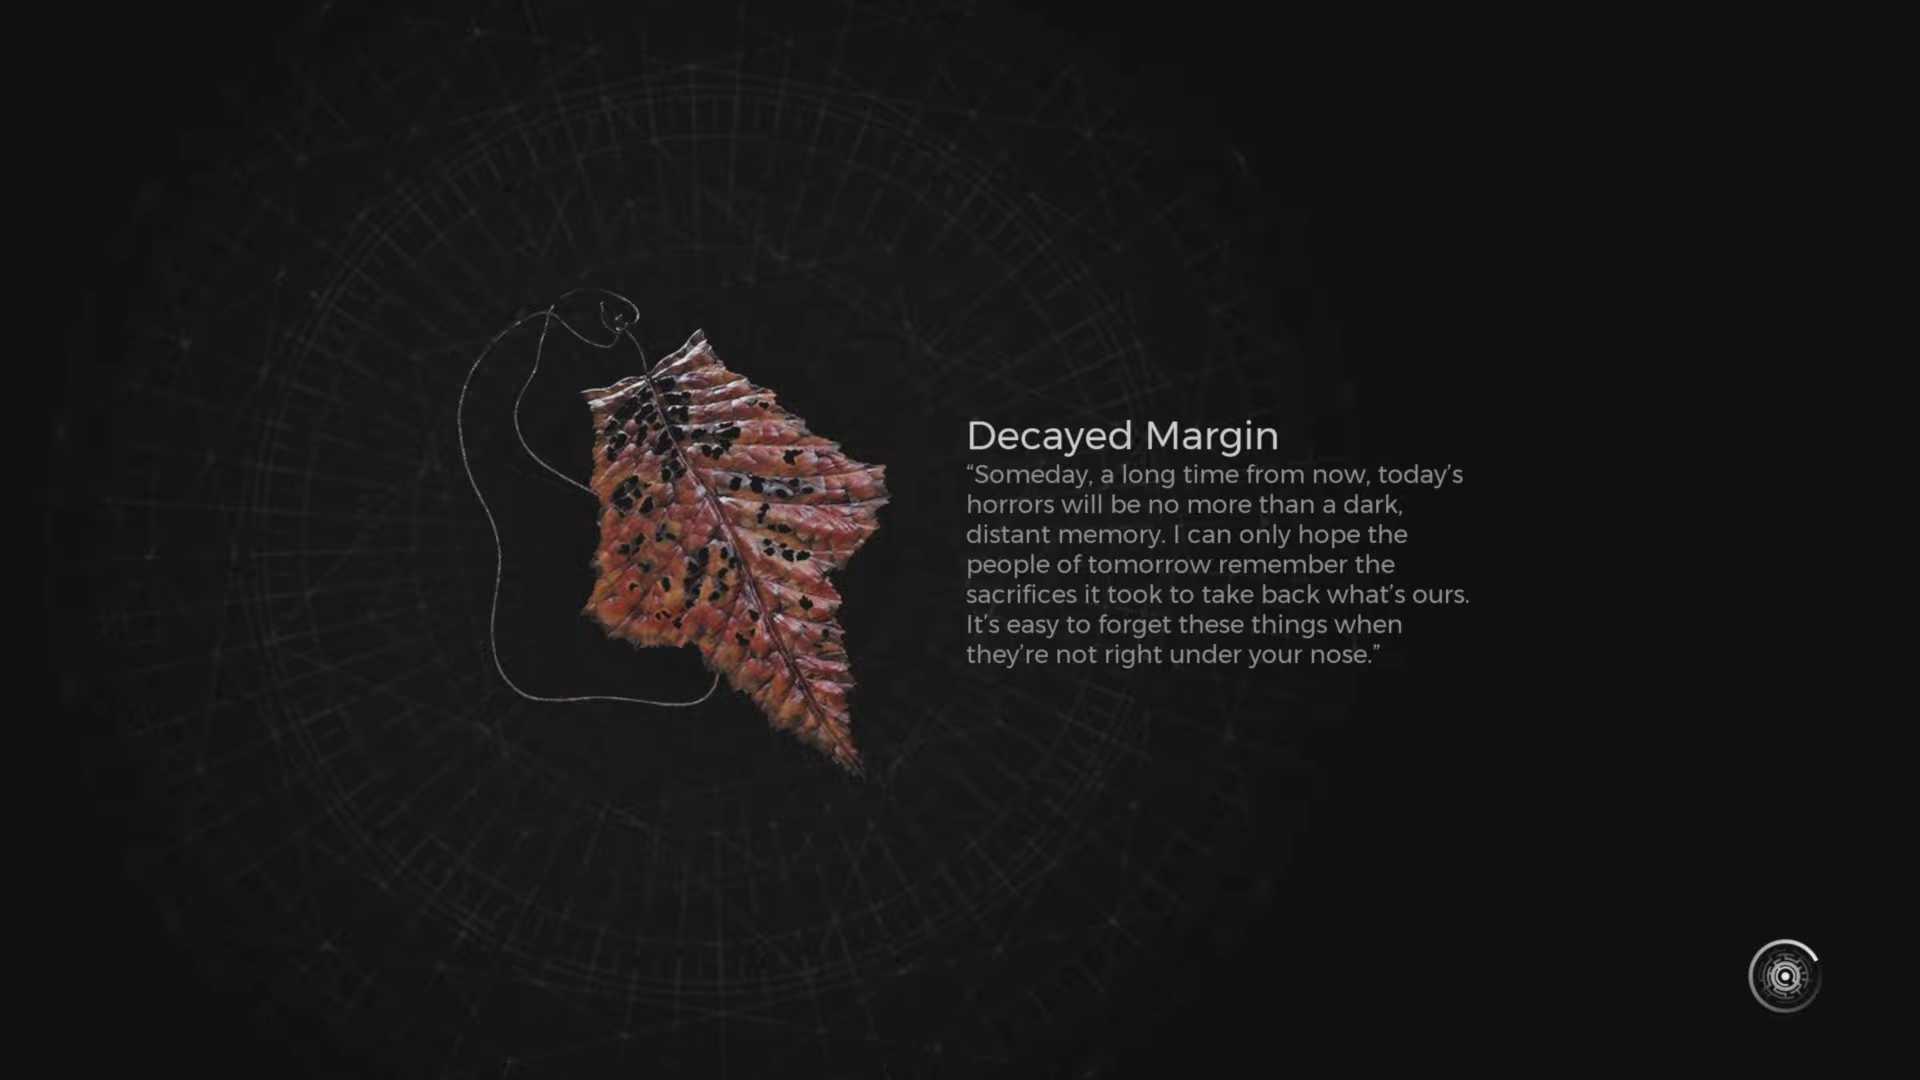 Decayed Margin
“Someday, a long time from now, today’s
horrors will be no more than a dark,
distant memory. I can only hope the
people of tomorrow remember the
sacrifices it took to take back what’s ours.
It’s easy to forget these things when
they’re not right under your nose.”